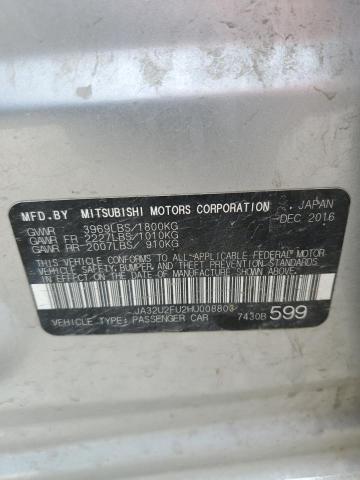 MFD.BY MITSUBISHI MOTORS CORPORATION JAPAN
GVWR 3969LBS/1800KG DEC 2016
GAWR FR 2227LBS/1010KG
GAWR RR 2007LBS/ 910KG
THIS VEHICLE CONFORMS TO ALL APPLICABLE FEDERAL MOTOR
VEHICLE SAFETY, BUMPER, AND THEFT PREVENTION STANDARDS
IN EFFECT ON THE DATE OF MANUFACTURE SHOWN ABOVE.
JA32U2FU2HU008803
VEHICLE TYPE: PASSENGER CAR 7430B 599